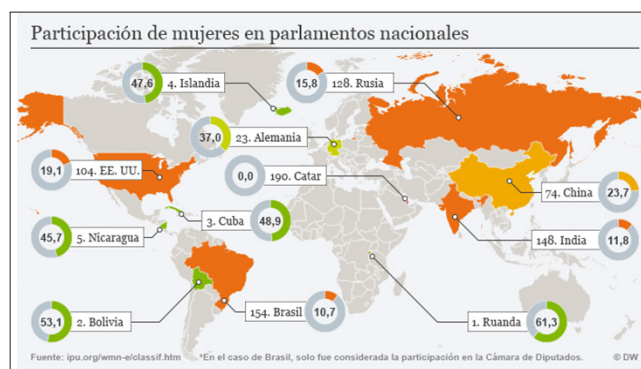 Participación de mujeres en parlamentos nacionales
47,6
4. Islandia
15,8
128. Rusia
37,0
23. Alemania
19,1
104. EE. UU.
0,0
190. Catar
74. China
23,7
3. Cuba
48,9
45,7
5. Nicaragua
148. India
11,8
53,1
2. Bolivia
154. Brasil
10,7
1. Ruanda
61,3
Fuente: ipu.org/wmn-e/classif.htm
*En el caso de Brasil, solo fue considerada la participación en la Cámara de Diputados.
© DW